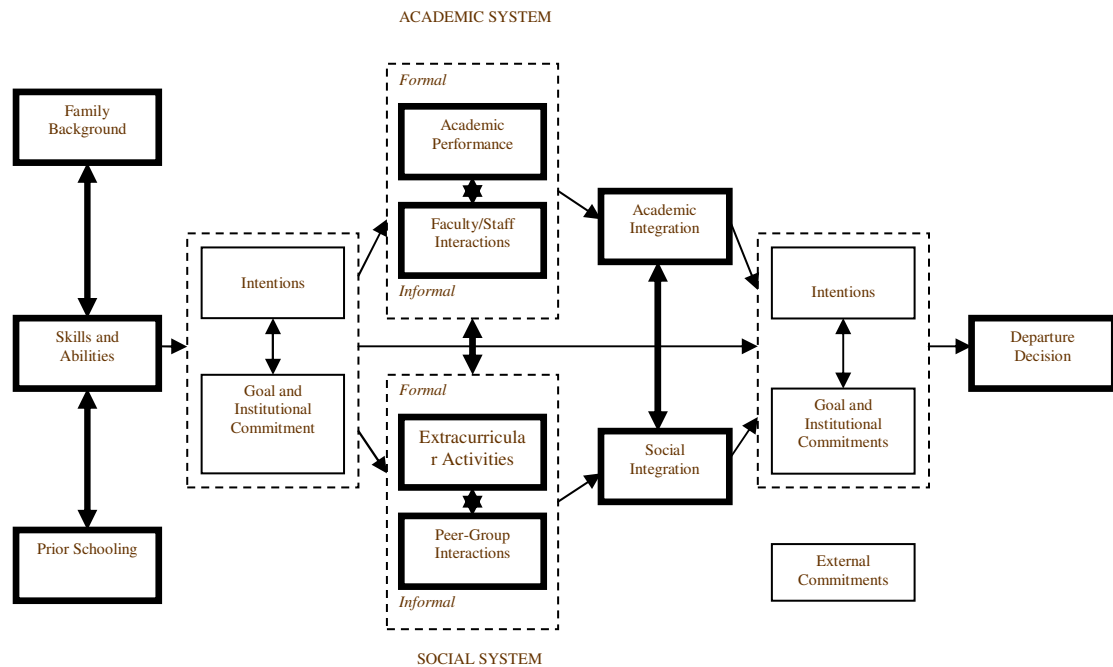 ACADEMIC SYSTEM
Formal
Family
Background
Academic
Performance
Faculty/Staff
Interactions
Informal
Academic
Integration
Intentions
Goal and
Institutional
Commitment
Skills and
Abilities
Prior Schooling
Formal
Extracurricula
r Activities
Peer-Group
Interactions
Informal
SOCIAL SYSTEM
Social
Integration
Intentions
Goal and
Institutional
Commitments
External
Commitments
Departure
Decision